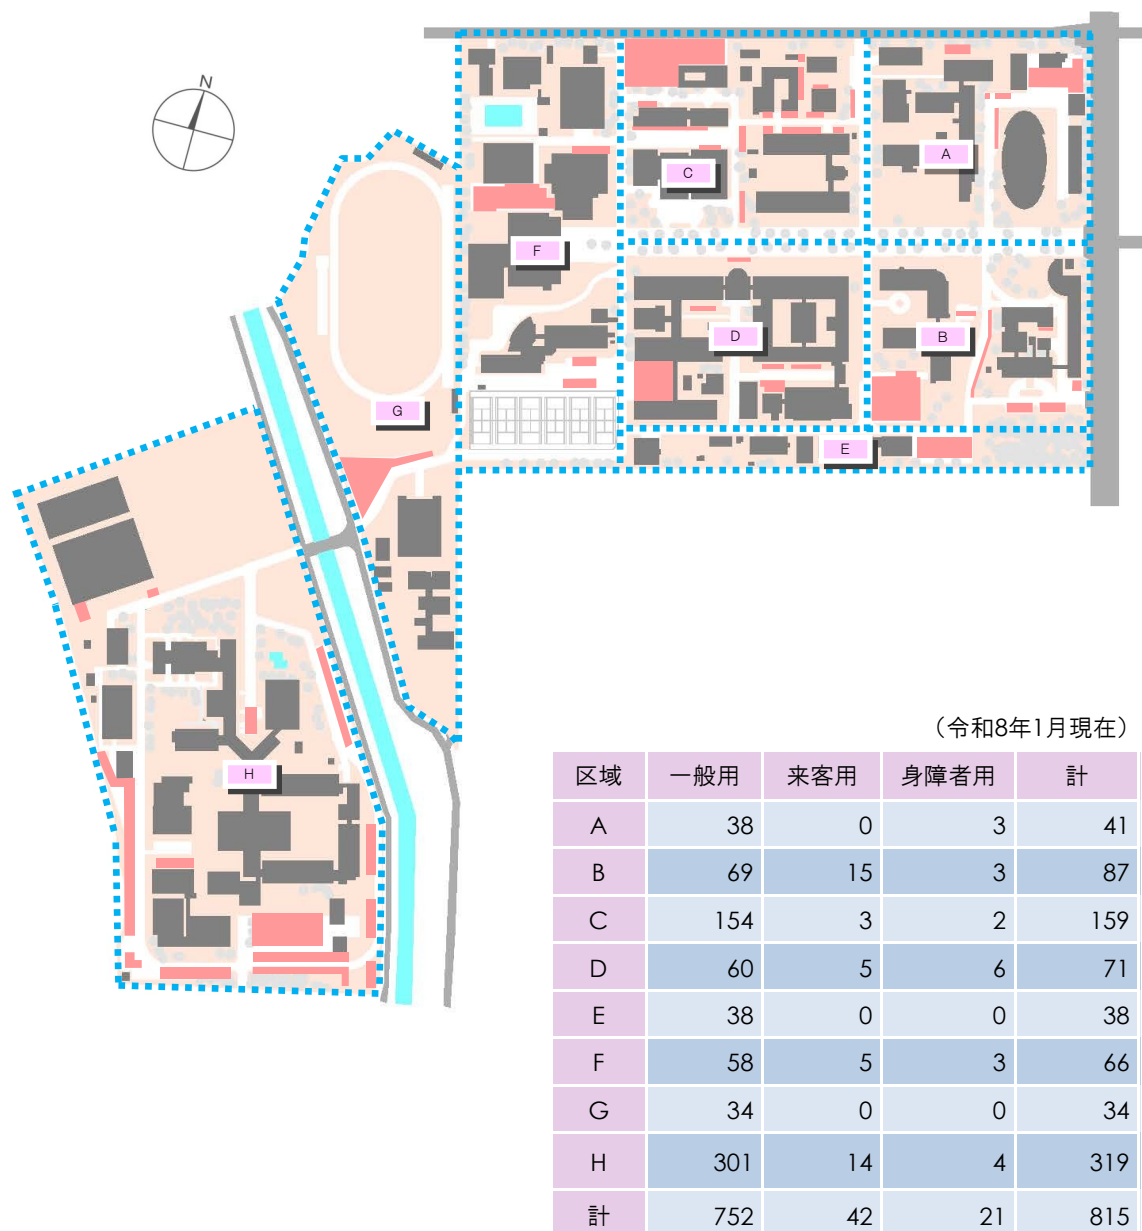 N
A
C
F
D
B
G
E
H
（令和8年1月現在）
区域 一般用 来客用 身障者用 計
A 38 0 3 41
B 69 15 3 87
C 154 3 2 159
D 60 5 6 71
E 38 0 0 38
F 58 5 3 66
G 34 0 0 34
H 301 14 4 319
計 752 42 21 815